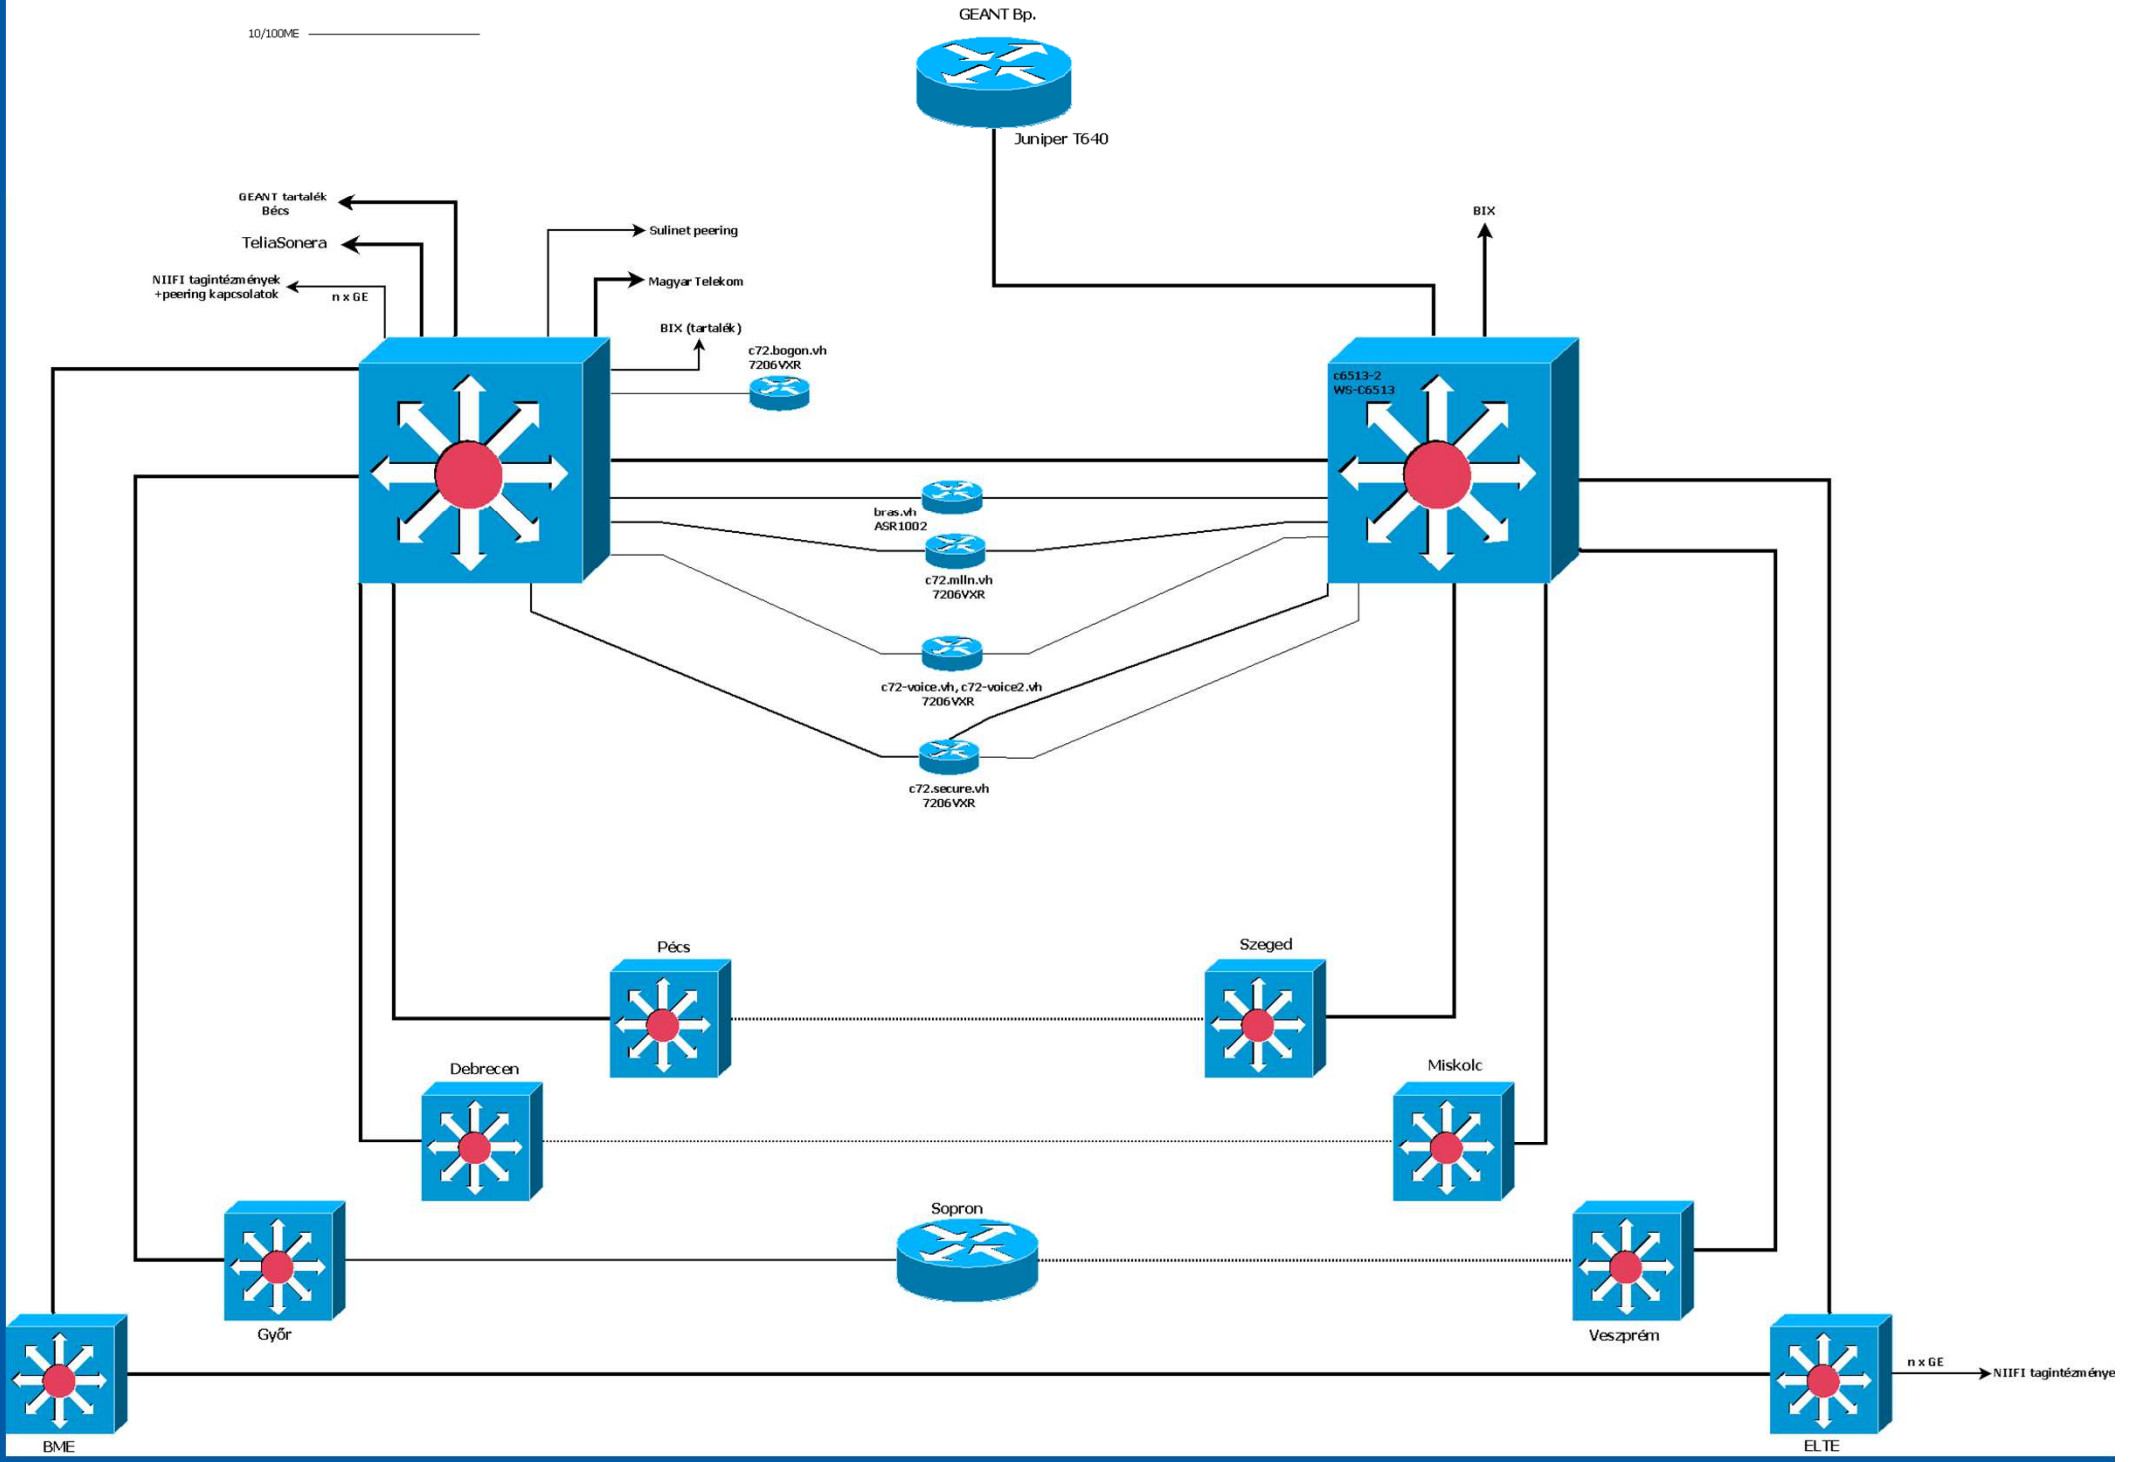 GEANT Bp.
10/100ME
Juniper T640
GEANT tartalék
Bécs
TeliaSonera
NIIFI tagintézmények
+peering kapcsolatok
n x GE
Sulinet peering
Magyar Telekom
BIX (tartalék)
BIX
c72.bogon.vh
7206VXR
c6513-2
WS-C6513
bras.vh
ASR1002
c72.mlln.vh
7206VXR
c72-voice.vh, c72-voice2.vh
7206VXR
c72.secure.vh
7206VXR
Pécs
Szeged
Debrecen
Miskolc
Sopron
Győr
Veszprém
n x GE
NIIFI tagintézménye
BME
ELTE